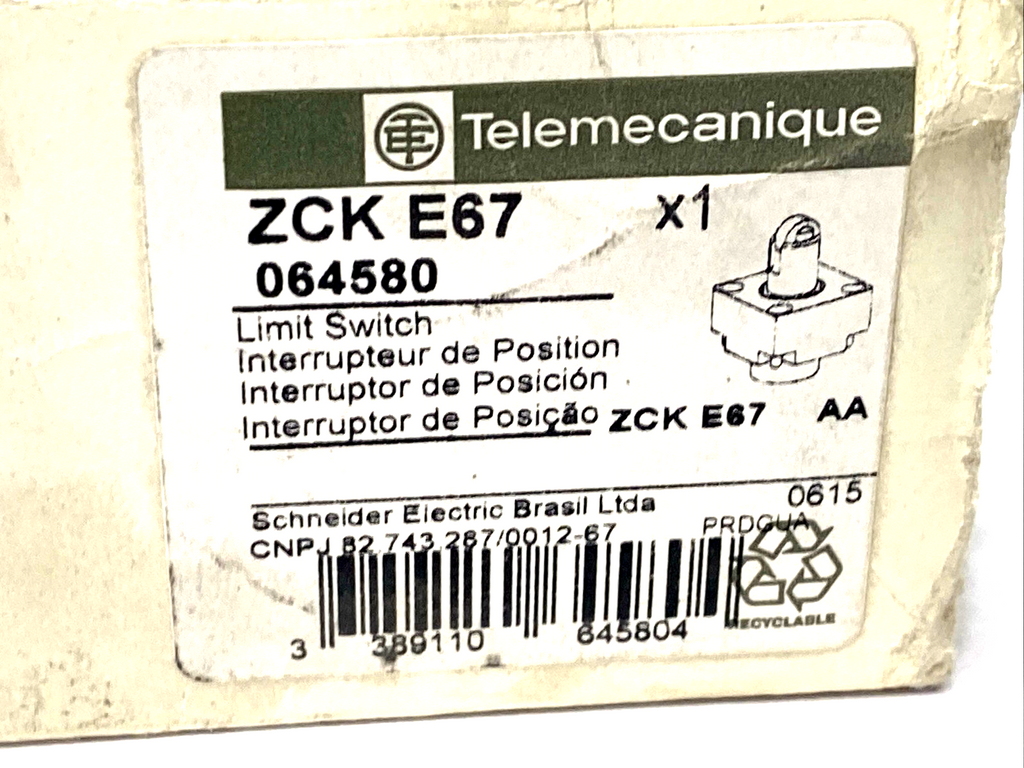 Telemecanique
ZCK E67 x1
064580
Limit Switch
Interrupteur de Position
Interruptor de Posición
Interruptor de Posição ZCK E67 AA
Schneider Electric Brasil Ltda 0615
CNPJ 82.743.287/0012-67 PRDGUA
3 389110 645804
RECYCLABLE